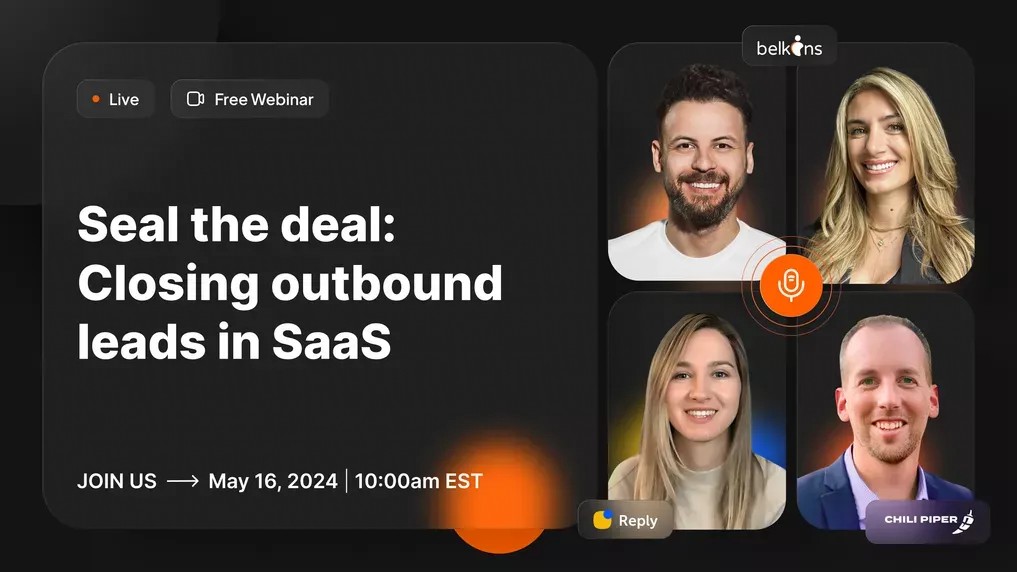 Live
Free Webinar
Seal the deal:
Closing outbound
leads in SaaS
JOIN US → May 16, 2024 | 10:00am EST
belkins
Reply
CHILI PIPER